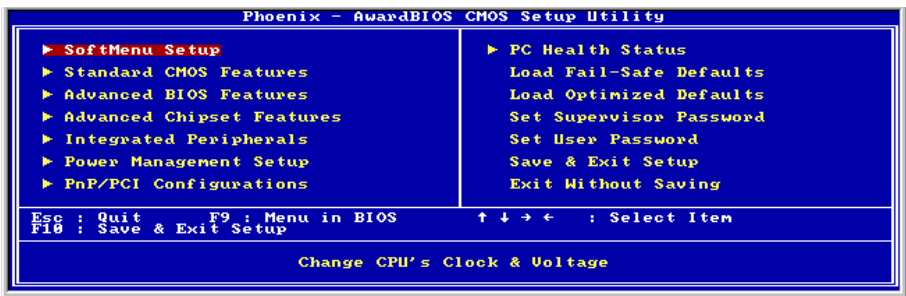 Phoenix - AwardBIOS CMOS Setup Utility
► SoftMenu Setup
► Standard CMOS Features
► Advanced BIOS Features
► Advanced Chipset Features
► Integrated Peripherals
► Power Management Setup
► PnP/PCI Configurations
► PC Health Status
Load Fail-Safe Defaults
Load Optimized Defaults
Set Supervisor Password
Set User Password
Save & Exit Setup
Exit Without Saving
Esc : Quit F9 : Menu in BIOS ↑ ↓ → ← : Select Item
F10 : Save & Exit Setup
Change CPU's Clock & Voltage